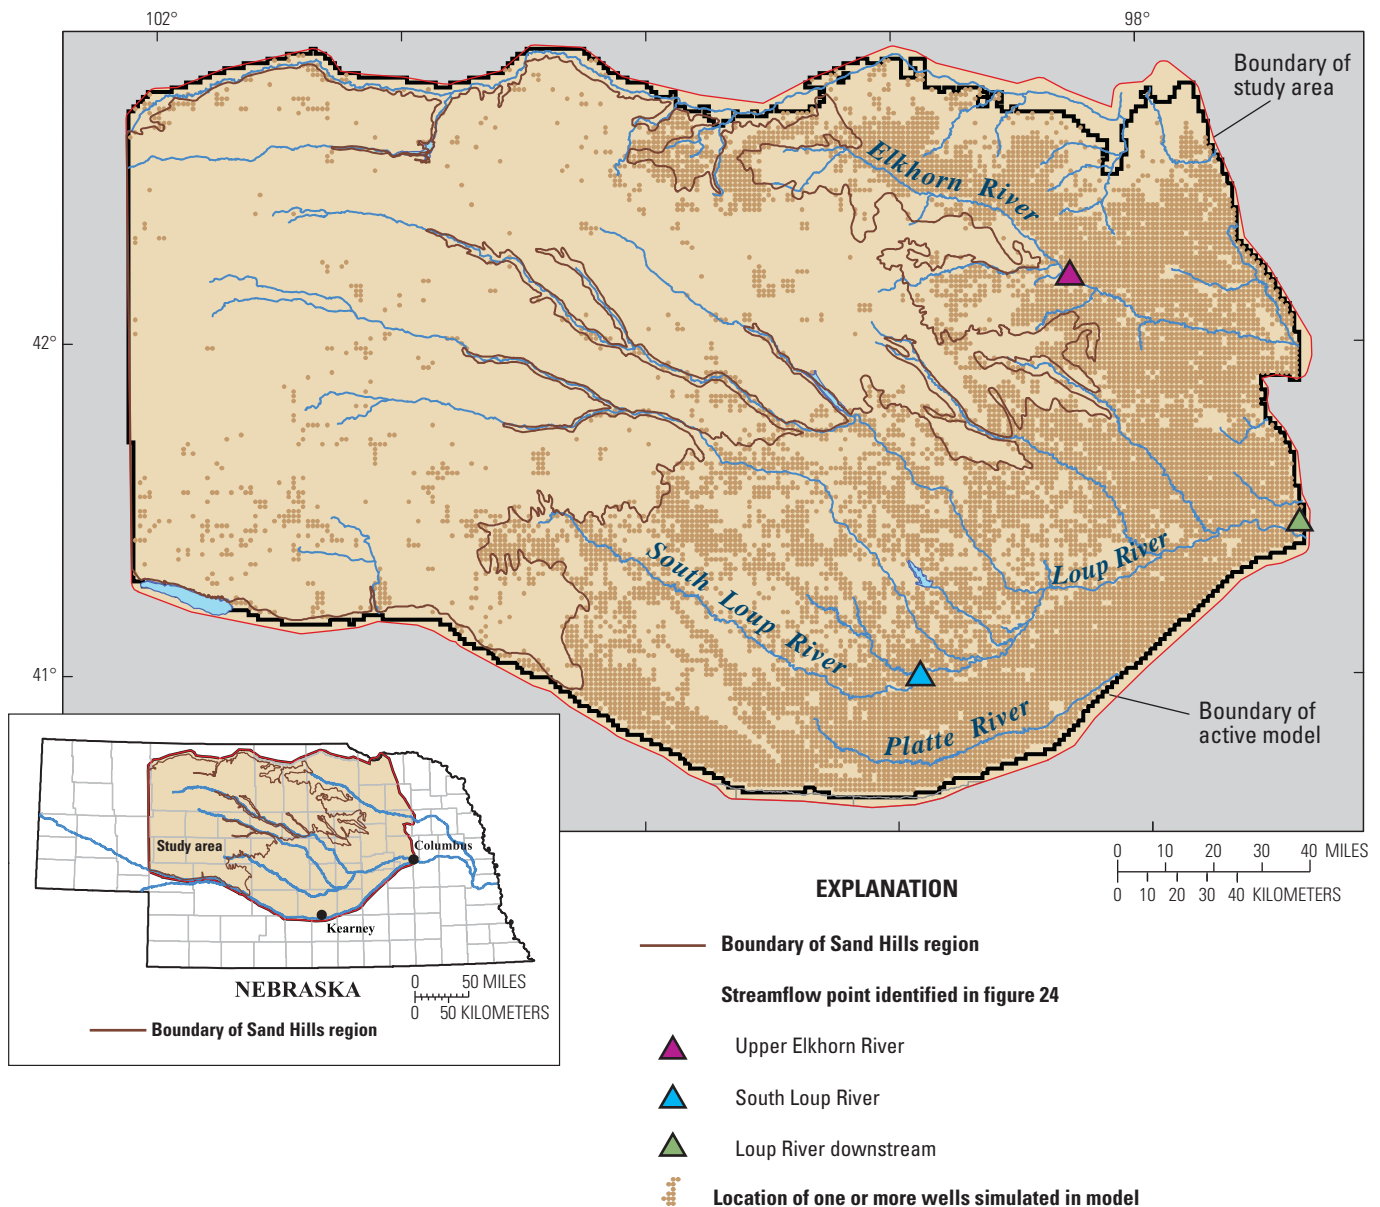 102°
98°
Boundary of
study area
Elkhorn River
42°
South Loup River
Loup River
41°
Platte River
Boundary of
active model
Study area
Columbus
Kearney
NEBRASKA
0 50 MILES
0 50 KILOMETERS
Boundary of Sand Hills region
0 10 20 30 40 MILES
0 10 20 30 40 KILOMETERS
EXPLANATION
Boundary of Sand Hills region
Streamflow point identified in figure 24
Upper Elkhorn River
South Loup River
Loup River downstream
Location of one or more wells simulated in model